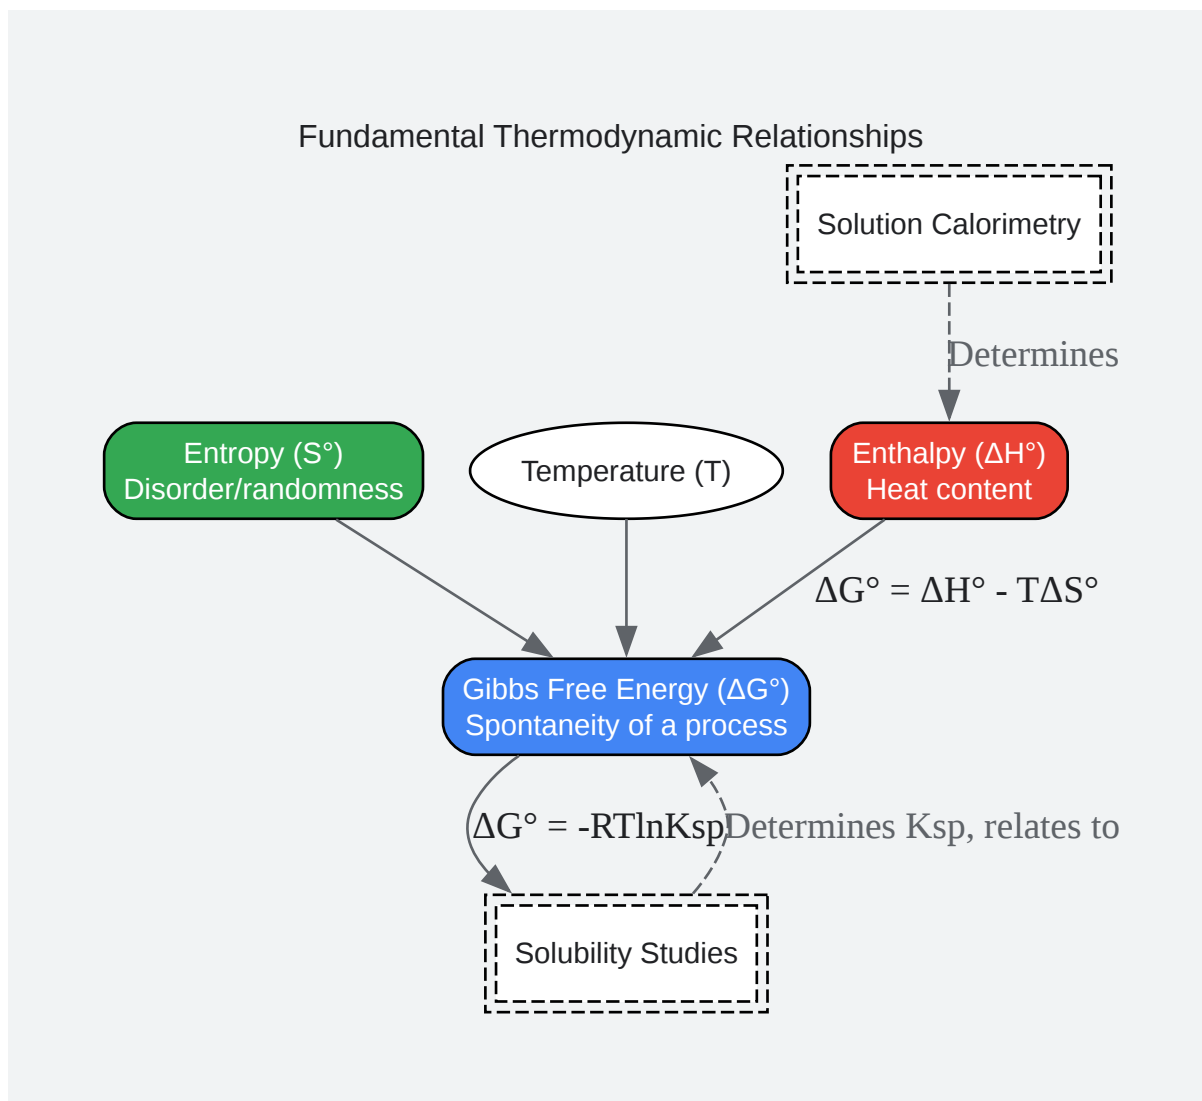 Fundamental Thermodynamic Relationships
Solution Calorimetry
Determines
Entropy (S°)
Disorder/randomness
Temperature (T)
Enthalpy (ΔH°)
Heat content
ΔG° = ΔH° - TΔS°
Gibbs Free Energy (ΔG°)
Spontaneity of a process
ΔG° = -RTlnKsp
Determines Ksp, relates to
Solubility Studies